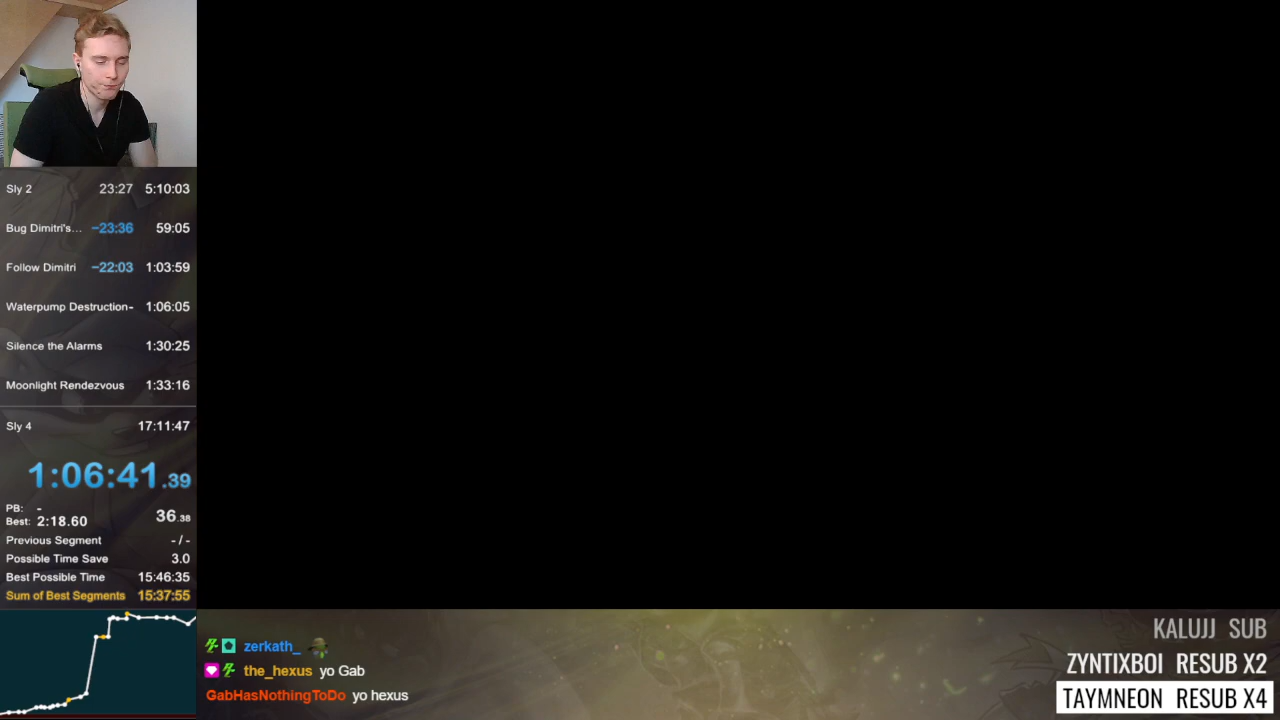 Sly 2 23:27 5:10:03
Bug Dimitri's... −23:36 59:05
Follow Dimitri −22:03 1:03:59
Waterpump Destruction- 1:06:05
Silence the Alarms 1:30:25
Moonlight Rendezvous 1:33:16
Sly 4 17:11:47
1:06:41.39
PB: -
Best: 2:18.60 36.38
Previous Segment - / -
Possible Time Save 3.0
Best Possible Time 15:46:35
Sum of Best Segments 15:37:55
zerkath_
the_hexus yo Gab
GabHasNothingToDo yo hexus
KALUJJ SUB
ZYNTIXBOI RESUB X2
TAYMNEON RESUB X4